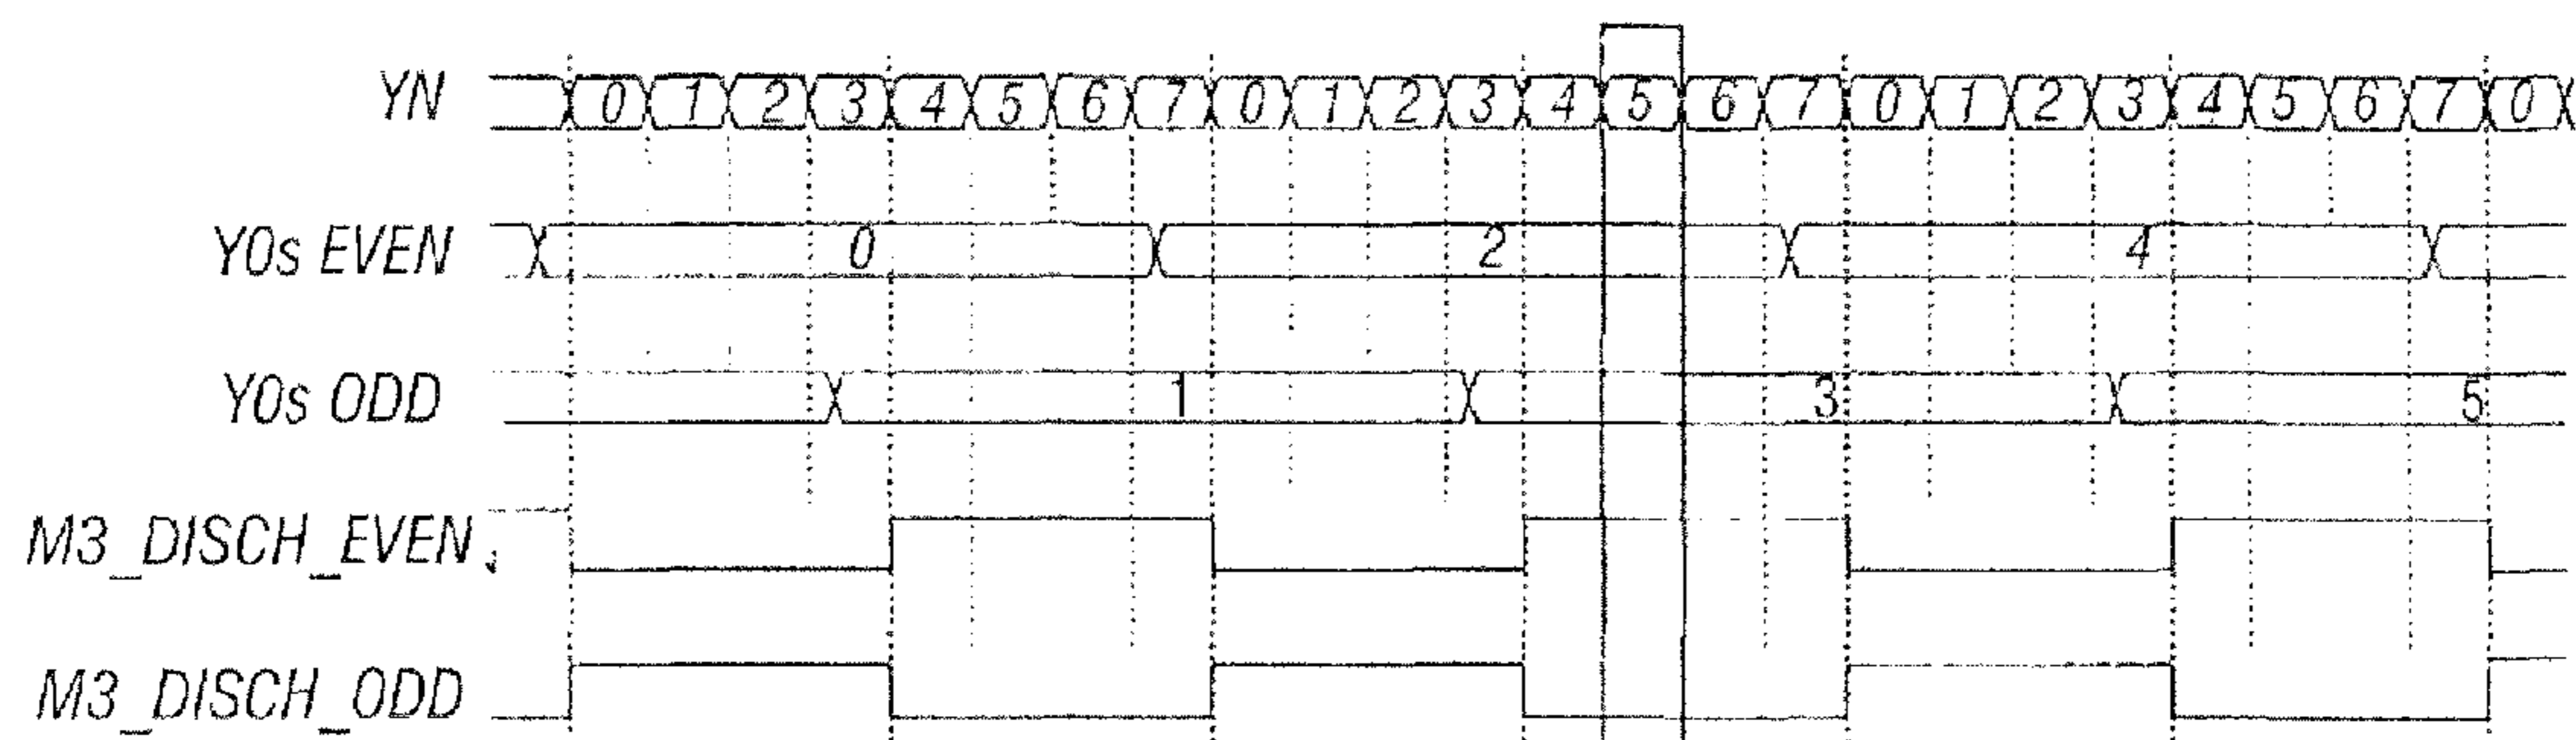 YN 0 1 2 3 4 5 6 7 0 1 2 3 4 5 6 7 0 1 2 3 4 5 6 7 0
Y0s EVEN 0 2 4
Y0s ODD 1 3 5
M3_DISCH_EVEN
M3_DISCH_ODD